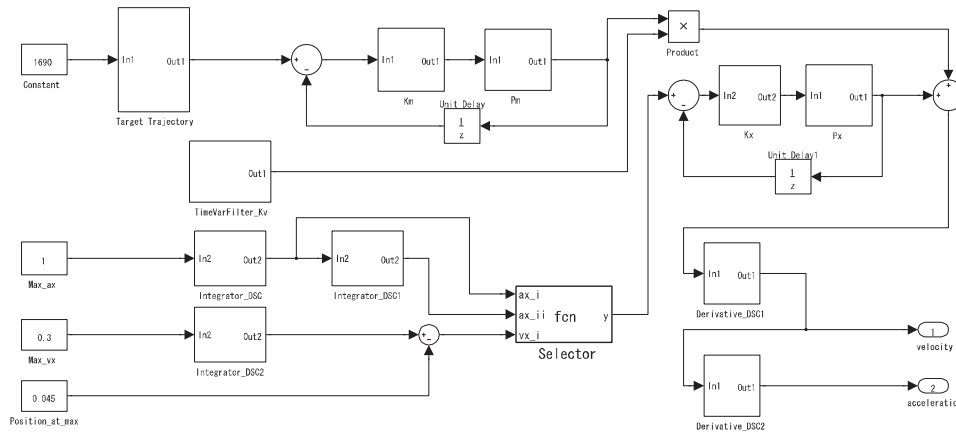 1690
Constant
In1 Out1
Target Trajectory
+
-
In1 Out1
Km
In1 Out1
Pm
Unit Delay
1
z
×
Product
+
-
In2 Out2
Kx
In1 Out1
Px
Unit Delay1
1
z
+
+
Out1
TimeVarFilter_Kv
1
Max_ax
In2 Out2
Integrator_DSC
In2 Out2
Integrator_DSC1
0.3
Max_vx
In2 Out2
Integrator_DSC2
0.045
Position_at_max
+
-
ax_i
ax_ii
vx_i
fcn
y
Selector
In1 Out1
Derivative_DSC1
1
velocity
In1 Out1
Derivative_DSC2
2
acceleratio